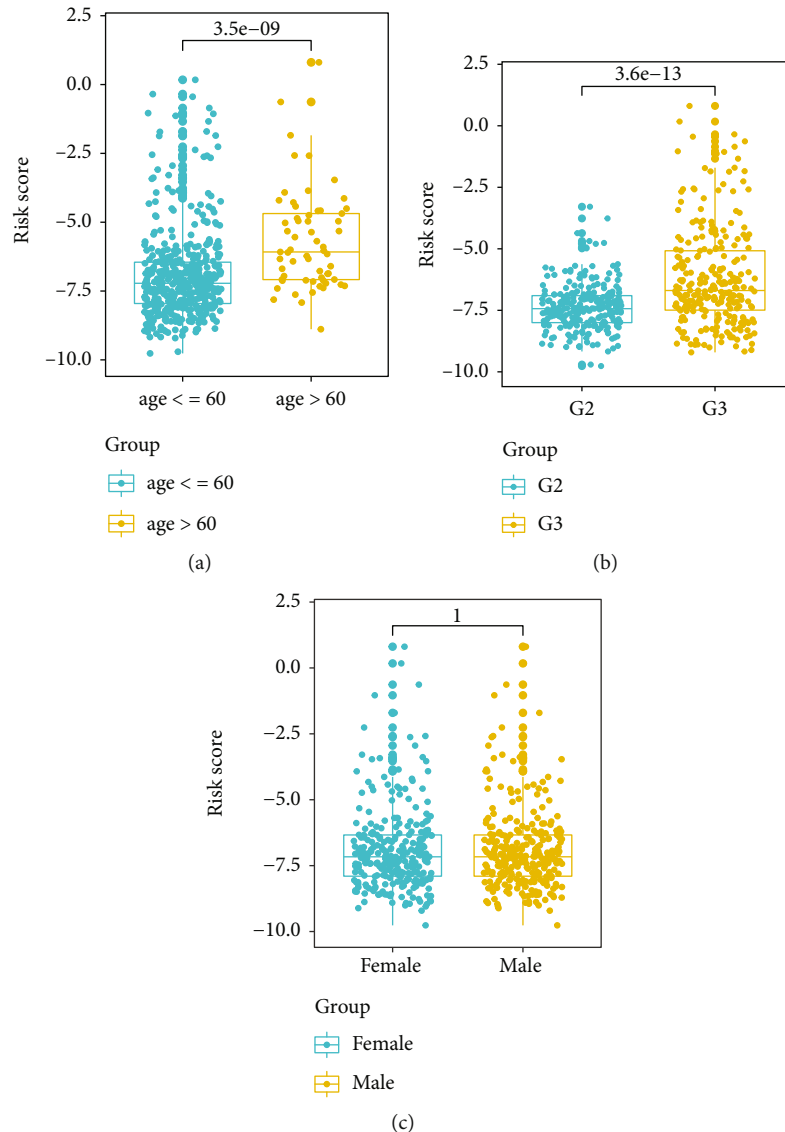 2.5
3.5e−09
0.0
−2.5
Risk score
−5.0
−7.5
−10.0
age < = 60
age > 60
Group
age < = 60
age > 60
(a)
2.5
3.6e−13
0.0
−2.5
Risk score
−5.0
−7.5
−10.0
G2
G3
Group
G2
G3
(b)
2.5
1
0.0
−2.5
Risk score
−5.0
−7.5
−10.0
Female
Male
Group
Female
Male
(c)